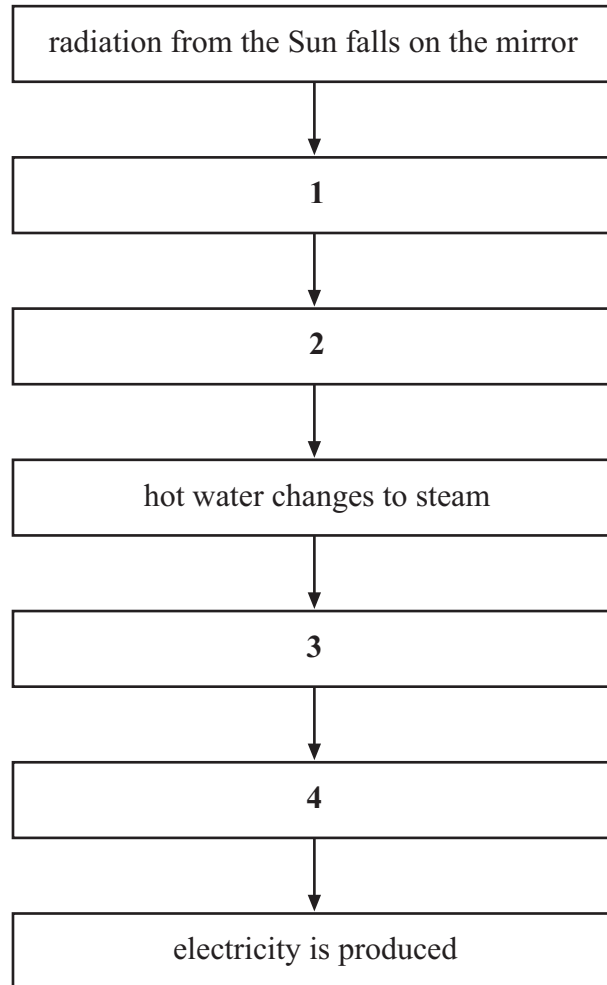 radiation from the Sun falls on the mirror
1
2
hot water changes to steam
3
4
electricity is produced